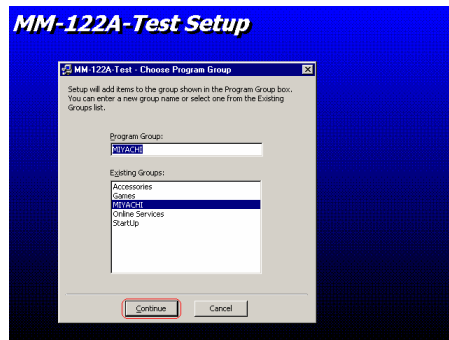 MM-122A-Test Setup
MM-122A-Test - Choose Program Group
Setup will add items to the group shown in the Program Group box.
You can enter a new group name or select one from the Existing
Groups list.
Program Group:
MIYACHI
Existing Groups:
Accessories
Games
MIYACHI
Online Services
StartUp
Continue
Cancel